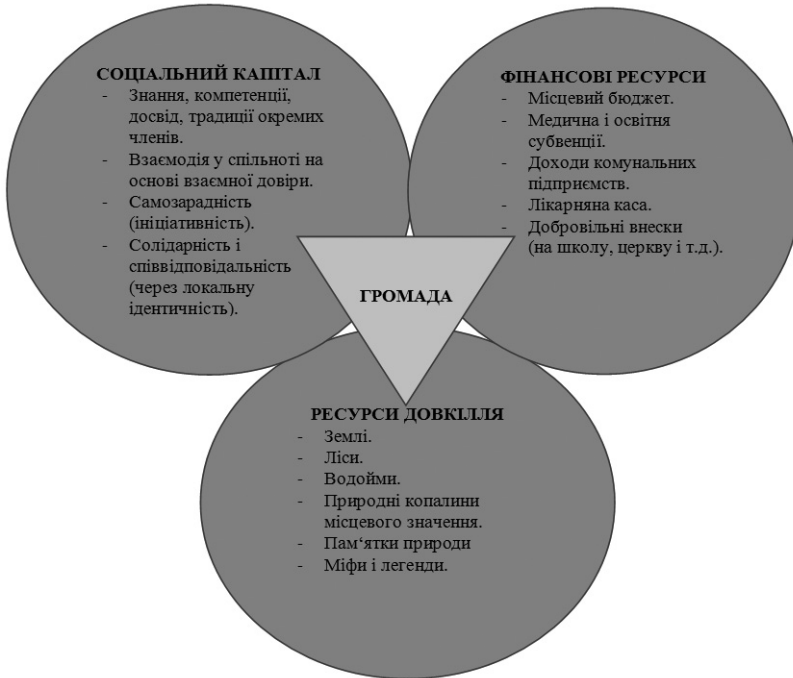 СОЦІАЛЬНИЙ КАПІТАЛ
- Знання, компетенції,
досвід, традиції окремих
членів.
- Взаємодія у спільноті на
основі взаємної довіри.
- Самозарадність
(ініціативність).
- Солідарність і
співвідповідальність
(через локальну
ідентичність).
ФІНАНСОВІ РЕСУРСИ
- Місцевий бюджет.
- Медична і освітня
субвенції.
- Доходи комунальних
підприємств.
- Лікарняна каса.
- Добровільні внески
(на школу, церкву і т.д.).
ГРОМАДА
РЕСУРСИ ДОВКІЛЛЯ
- Землі.
- Ліси.
- Водойми.
- Природні копалини
місцевого значення.
- Пам‘ятки природи
- Міфи і легенди.